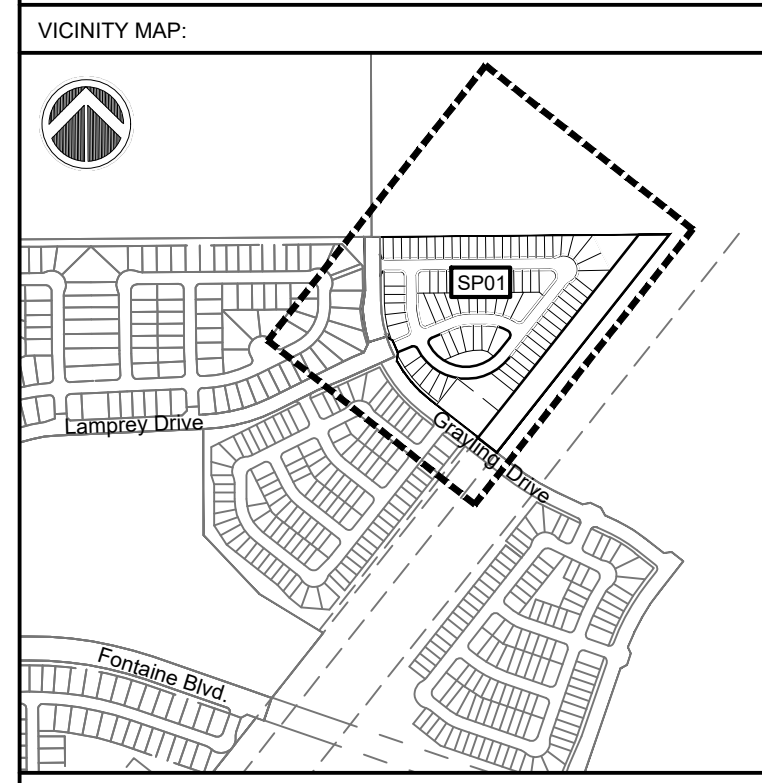 VICINITY MAP:
SP01
Lamprey Drive
Grayling Drive
Fontaine Blvd.